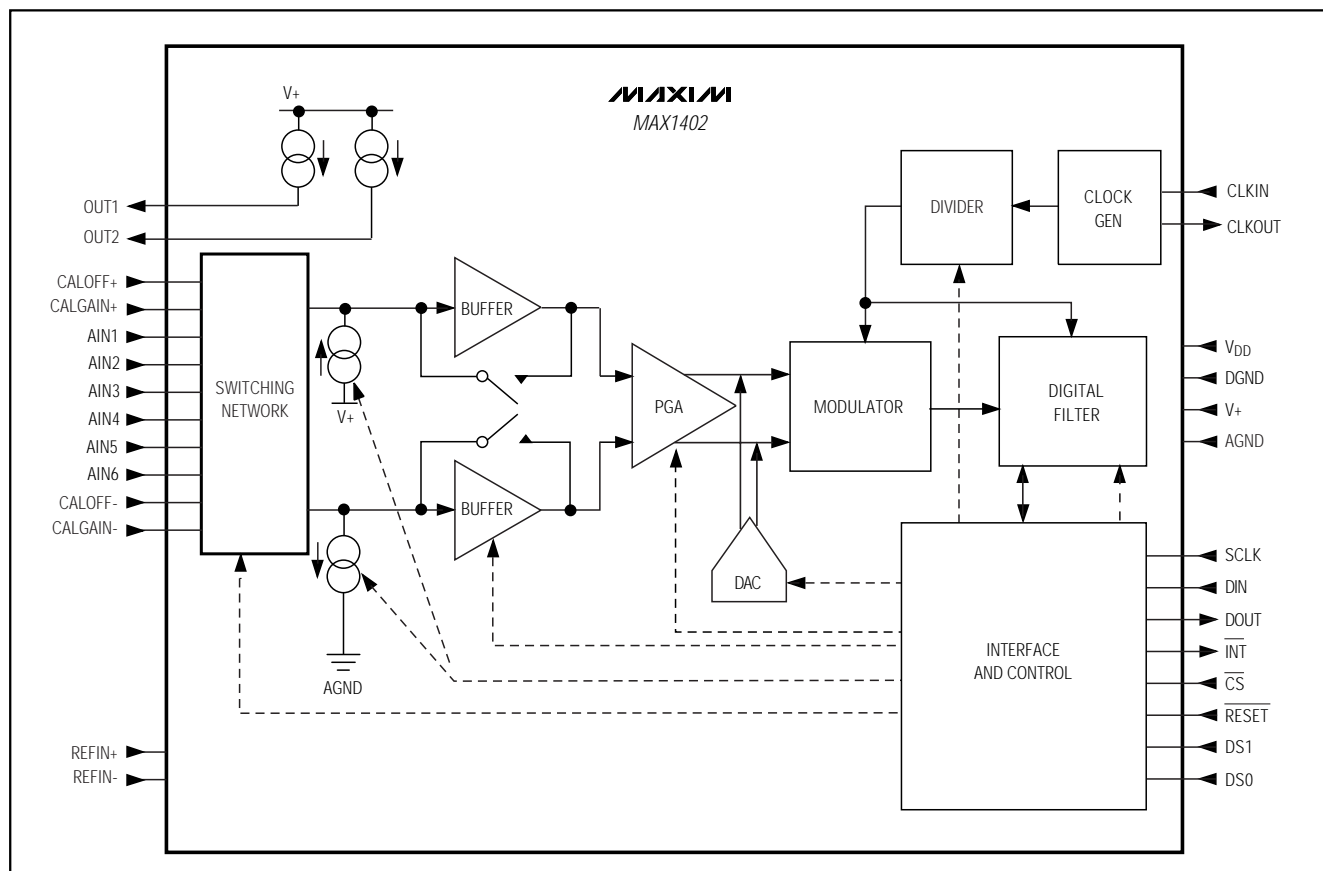 MAXIM
MAX1402
V+
OUT1
OUT2
CALOFF+
CALGAIN+
AIN1
AIN2
AIN3
AIN4
AIN5
AIN6
CALOFF-
CALGAIN-
REFIN+
REFIN-
SWITCHING
NETWORK
V+
AGND
BUFFER
BUFFER
PGA
DAC
MODULATOR
DIVIDER
CLOCK
GEN
DIGITAL
FILTER
INTERFACE
AND CONTROL
CLKIN
CLKOUT
VDD
DGND
V+
AGND
SCLK
DIN
DOUT
INT
CS
RESET
DS1
DS0